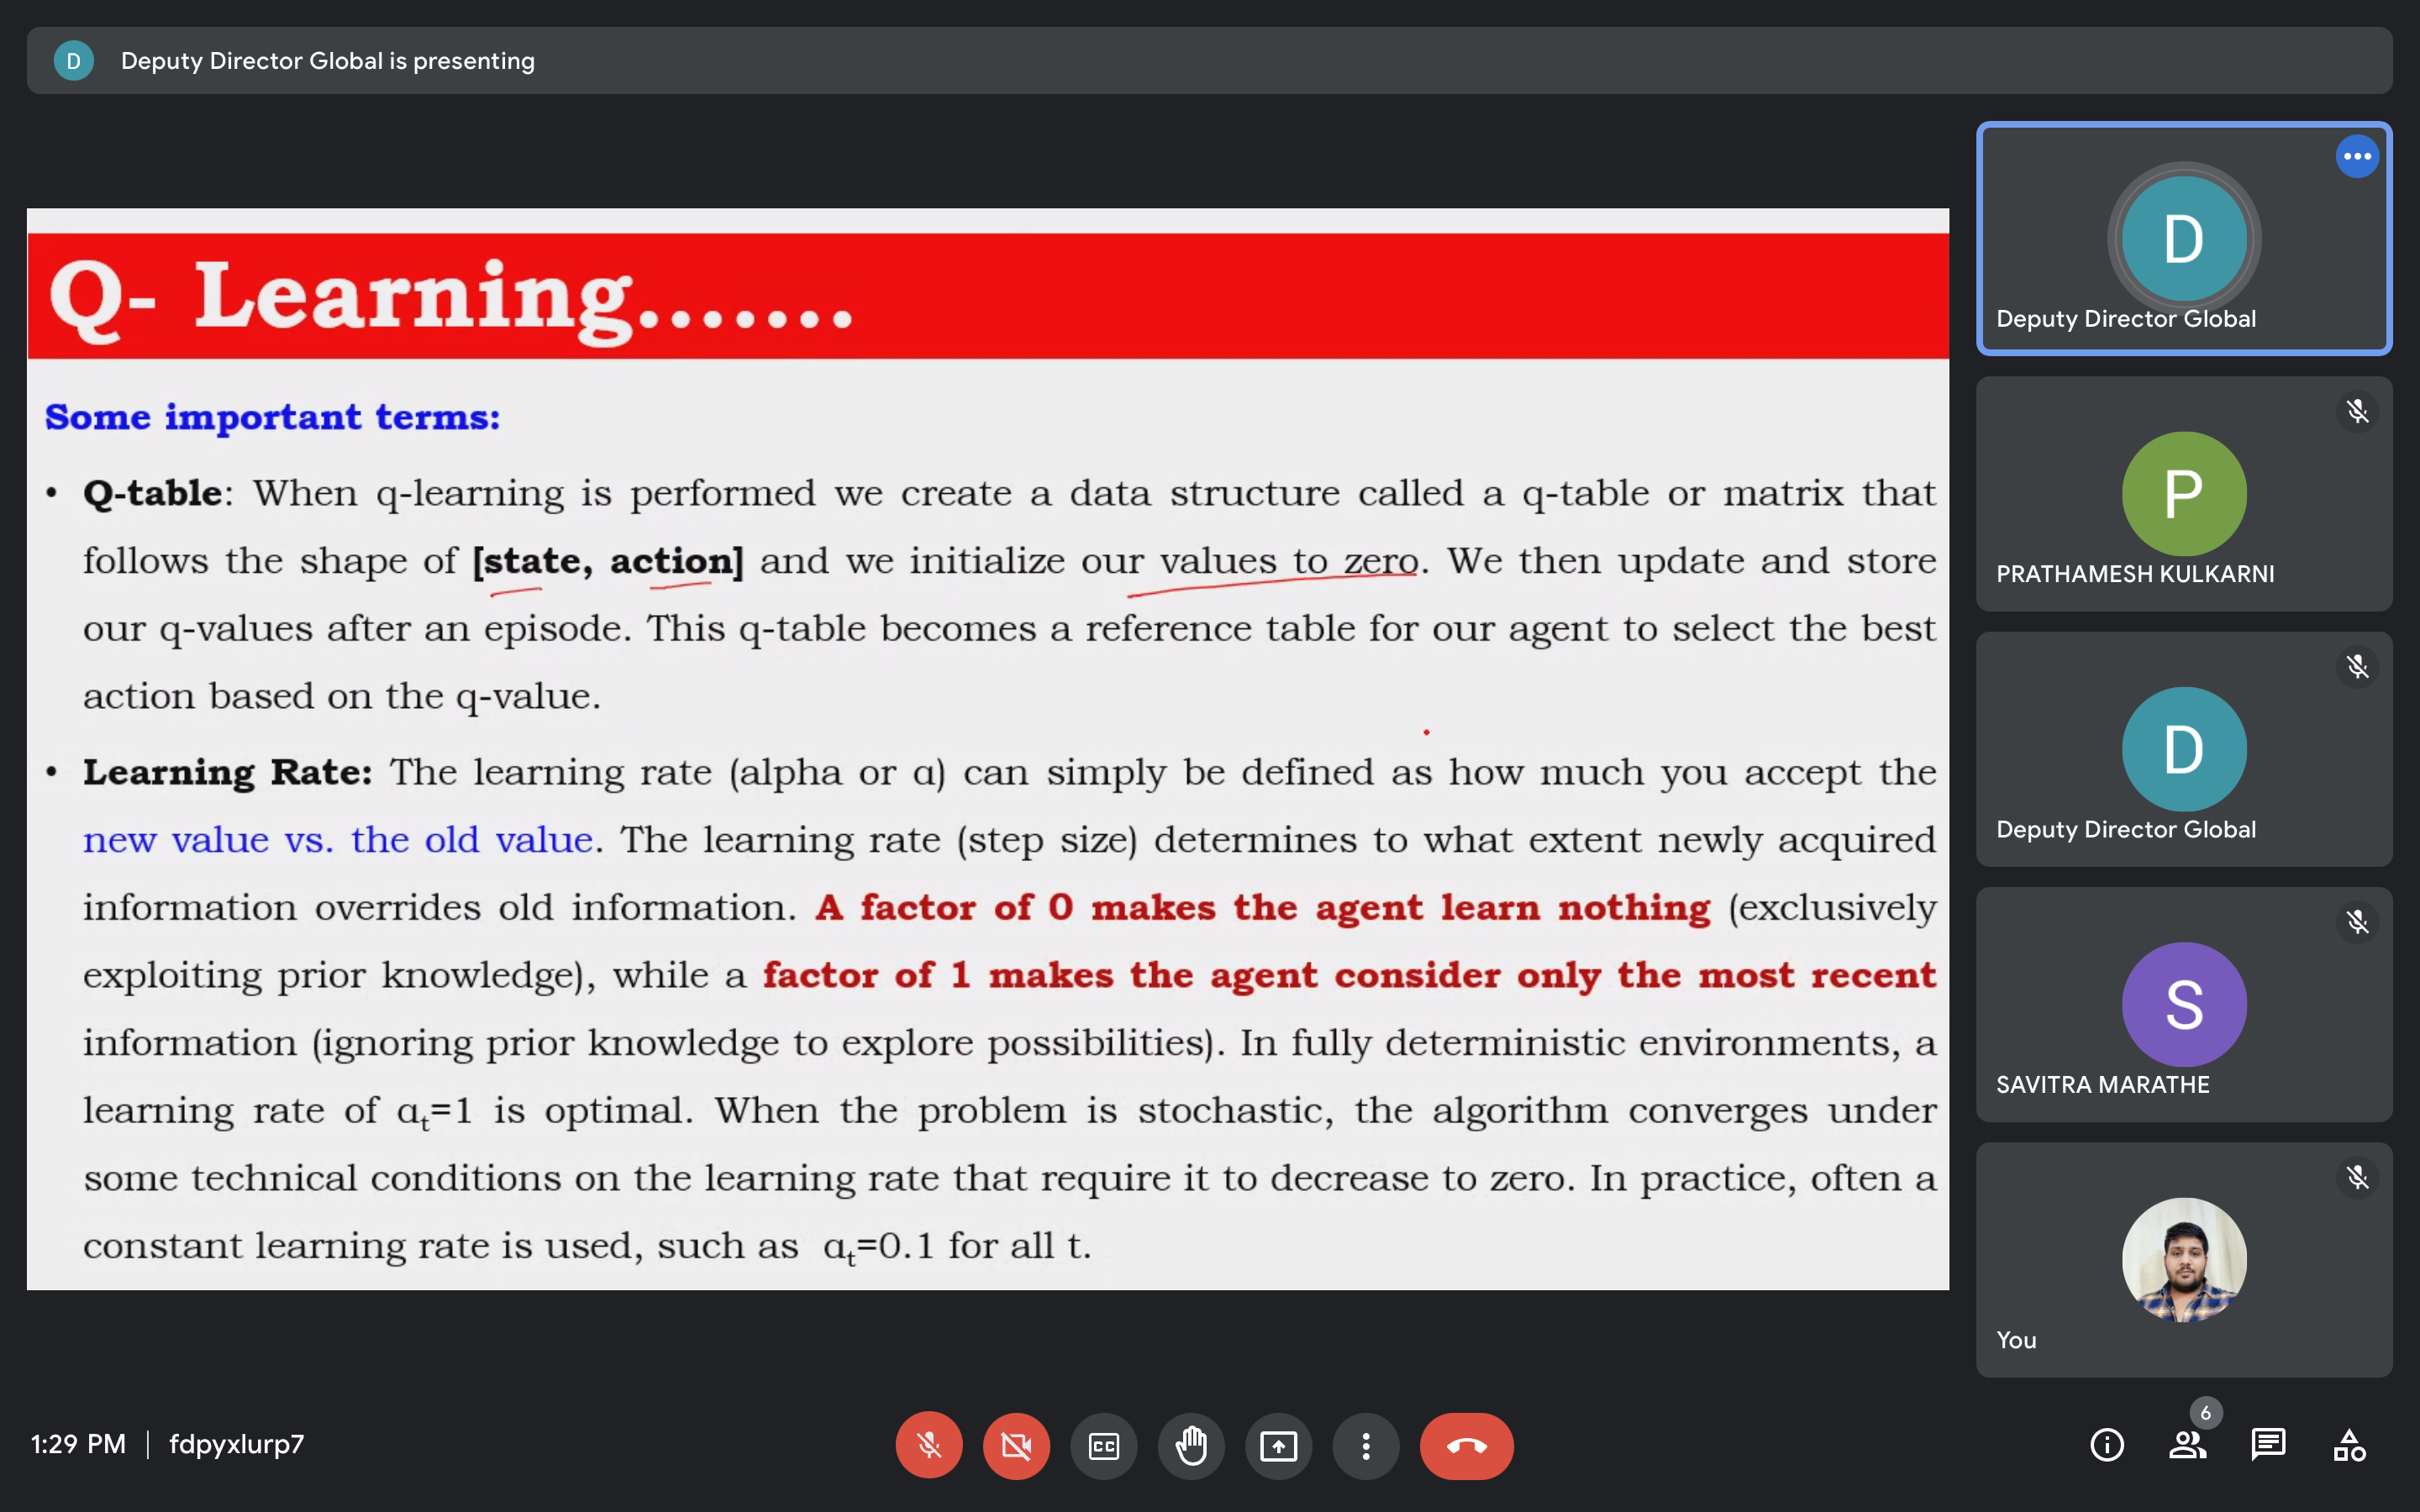 D Deputy Director Global is presenting
Q- Learning.......
Some important terms:
• Q-table: When q-learning is performed we create a data structure called a q-table or matrix that
follows the shape of [state, action] and we initialize our values to zero. We then update and store
our q-values after an episode. This q-table becomes a reference table for our agent to select the best
action based on the q-value.
• Learning Rate: The learning rate (alpha or ɑ) can simply be defined as how much you accept the
new value vs. the old value. The learning rate (step size) determines to what extent newly acquired
information overrides old information. A factor of 0 makes the agent learn nothing (exclusively
exploiting prior knowledge), while a factor of 1 makes the agent consider only the most recent
information (ignoring prior knowledge to explore possibilities). In fully deterministic environments, a
learning rate of ɑt=1 is optimal. When the problem is stochastic, the algorithm converges under
some technical conditions on the learning rate that require it to decrease to zero. In practice, often a
constant learning rate is used, such as ɑt=0.1 for all t.
D
Deputy Director Global
P
PRATHAMESH KULKARNI
D
Deputy Director Global
S
SAVITRA MARATHE
You
1:29 PM | fdpyxlurp7
CC
6